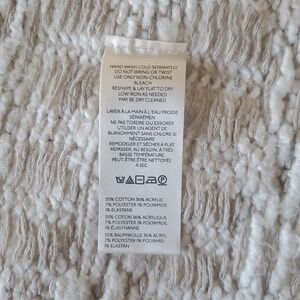 HAND WASH COLD SEPARATELY
DO NOT WRING OR TWIST
USE ONLY NON-CHLORINE
BLEACH
RESHAPE & LAY FLAT TO DRY
LOW IRON AS NEEDED
MAY BE DRY CLEANED
LAVER À LA MAIN À L'EAU FROIDE
SÉPARÉMENT
NE PAS TORDRE OU ESSORER
UTILISER UN AGENT DE
BLANCHIMENT SANS CHLORE SI
NÉCESSAIRE
REMODELER ET SÉCHER À PLAT
REPASSER, AU BESOIN, À TRÈS
BASSE TEMPÉRATURE
PEUT-ÊTRE ÊTRE NETTOYÉE
À SEC
55% COTTON 36% ACRYLIC
7% POLYESTER 1% POLYAMIDE
1% ELASTANE
55% COTON 36% ACRYLIQUE
7% POLYESTER 1% POLYAMIDE
1% ÉLASTHANNE
55% BAUMWOLLE 36% ACRYL
7% POLYESTER 1% POLYAMID
1% ELASTAN